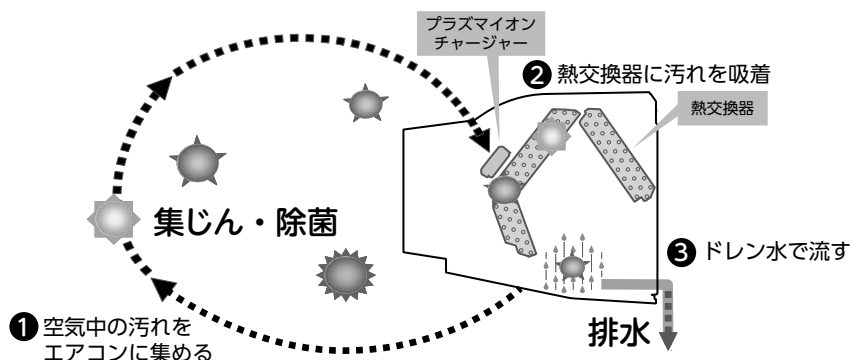 プラズマイオン
チャージャー
❷ 熱交換器に汚れを吸着
熱交換器
集じん・除菌
❸ ドレン水で流す
❶ 空気中の汚れを
エアコンに集める
排水